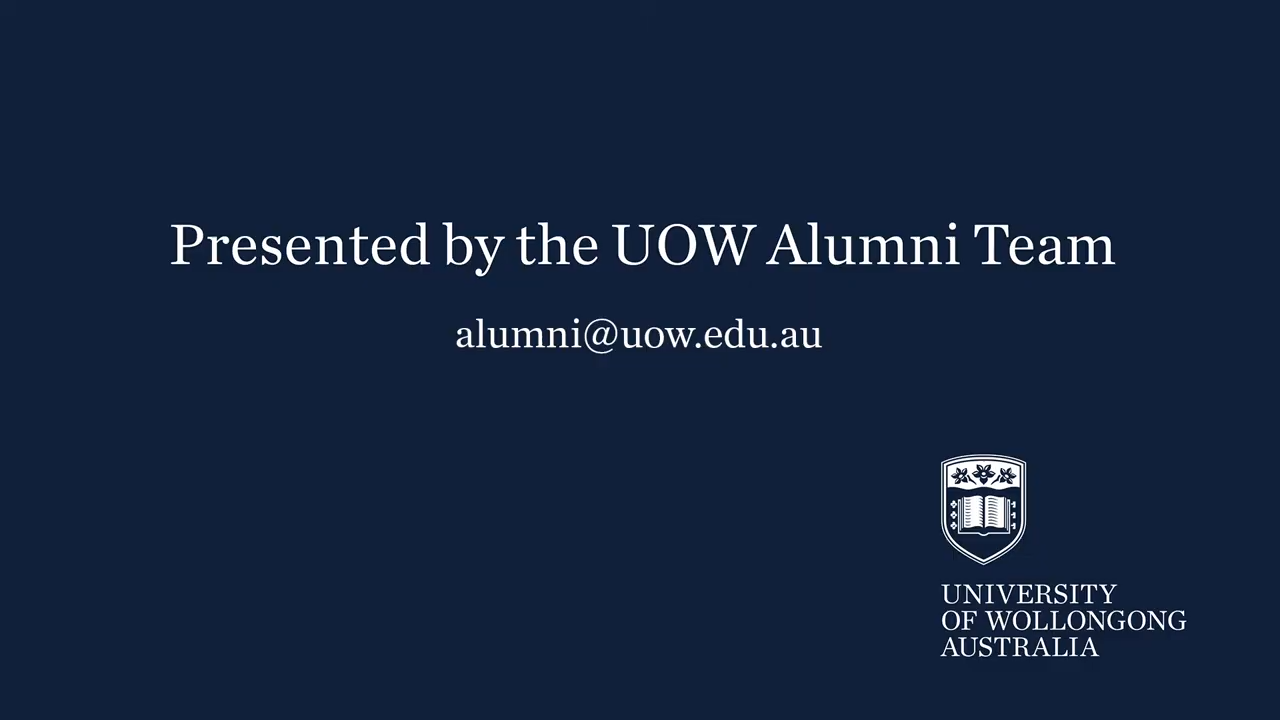 Presented by the UOW Alumni Team
alumni@uow.edu.au
UNIVERSITY
OF WOLLONGONG
AUSTRALIA